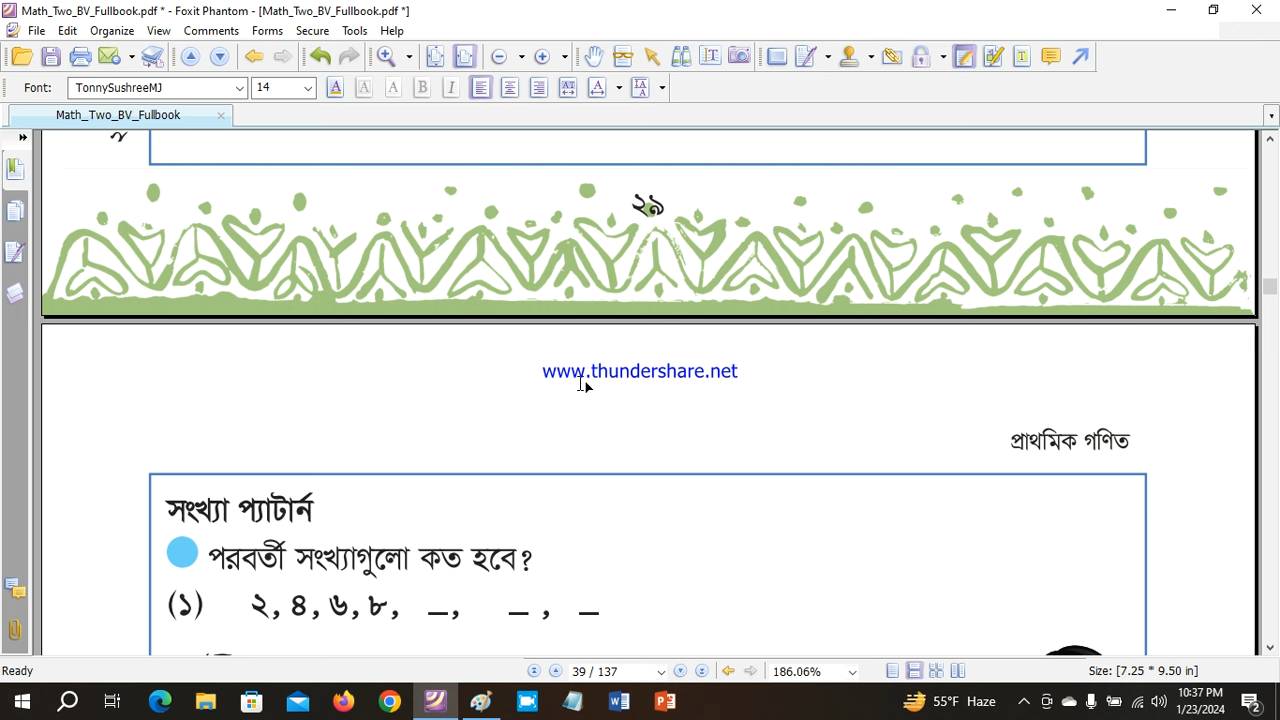 Math_Two_BV_Fullbook.pdf * - Foxit Phantom - [Math_Two_BV_Fullbook.pdf *]
File Edit Organize View Comments Forms Secure Tools Help
Font: TonnySushreeMJ 14
Math_Two_BV_Fullbook
২৯
www.thundershare.net
প্রাথমিক গণিত
সংখ্যা প্যাটার্ন
পরবর্তী সংখ্যাগুলো কত হবে?
(১) ২, ৪, ৬, ৮, _, _ , _
Ready 39 / 137 186.06% Size: [7.25 * 9.50 in]
55°F Haze 10:37 PM
1/23/2024 2